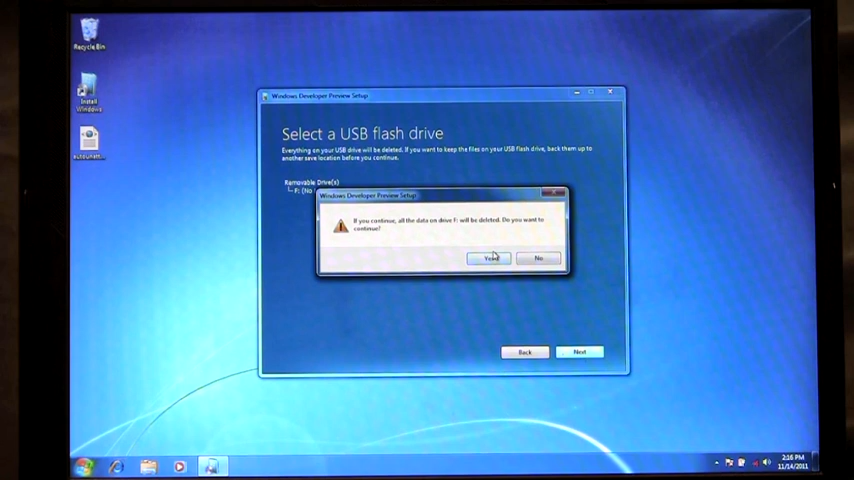 Recycle Bin
Install
Windows
autounatt...
Windows Developer Preview Setup
Select a USB flash drive
Everything on your USB drive will be deleted. If you want to keep the files on your USB flash drive, back them up to
another save location before you continue.
Removable Drive(s)
F: (No
Windows Developer Preview Setup
If you continue, all the data on drive F: will be deleted. Do you want to
continue?
Yes
No
Back
Next
2:16 PM
11/14/2011